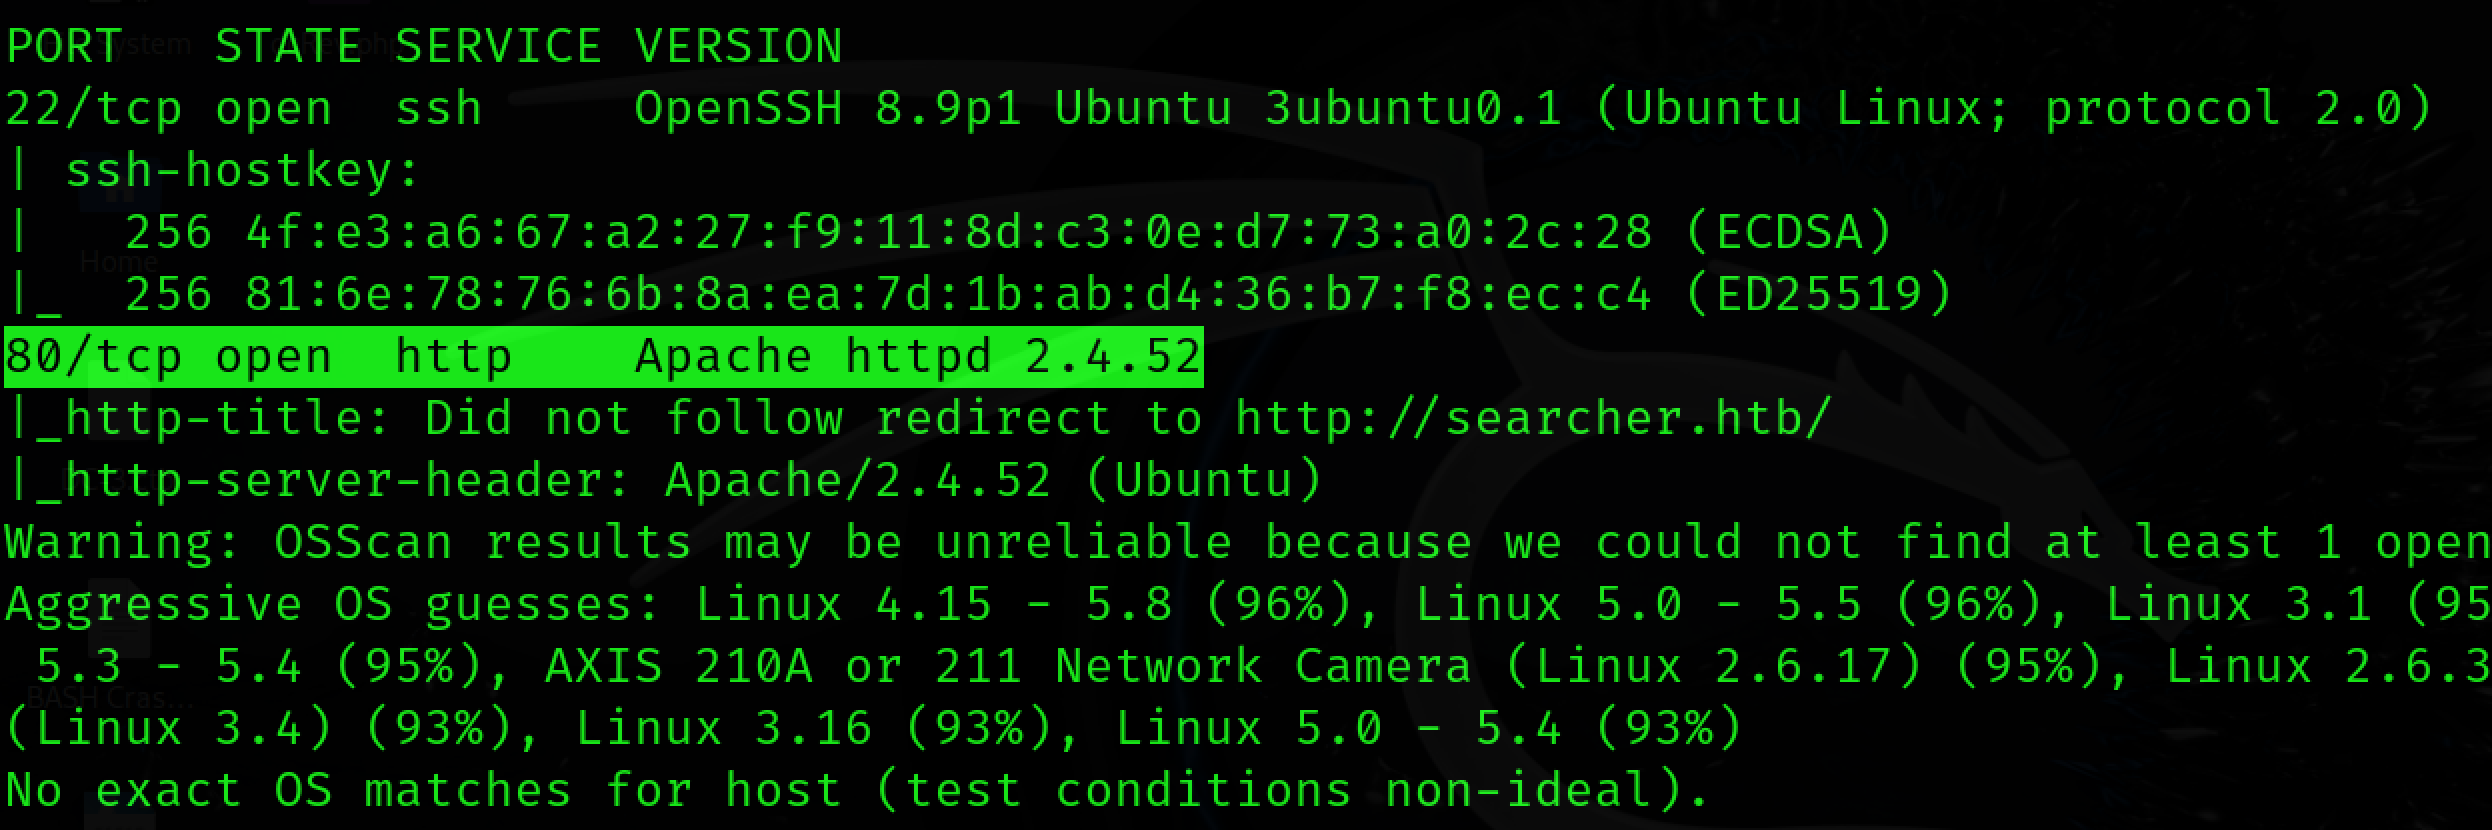 PORT   STATE SERVICE VERSION
22/tcp open  ssh     OpenSSH 8.9p1 Ubuntu 3ubuntu0.1 (Ubuntu Linux; protocol 2.0)
| ssh-hostkey:
|   256 4f:e3:a6:67:a2:27:f9:11:8d:c3:0e:d7:73:a0:2c:28 (ECDSA)
|_  256 81:6e:78:76:6b:8a:ea:7d:1b:ab:d4:36:b7:f8:ec:c4 (ED25519)
80/tcp open  http    Apache httpd 2.4.52
|_http-title: Did not follow redirect to http://searcher.htb/
|_http-server-header: Apache/2.4.52 (Ubuntu)
Warning: OSScan results may be unreliable because we could not find at least 1 open
Aggressive OS guesses: Linux 4.15 - 5.8 (96%), Linux 5.0 - 5.5 (96%), Linux 3.1 (95
 5.3 - 5.4 (95%), AXIS 210A or 211 Network Camera (Linux 2.6.17) (95%), Linux 2.6.3
(Linux 3.4) (93%), Linux 3.16 (93%), Linux 5.0 - 5.4 (93%)
No exact OS matches for host (test conditions non-ideal).
Home
BASH Cras...